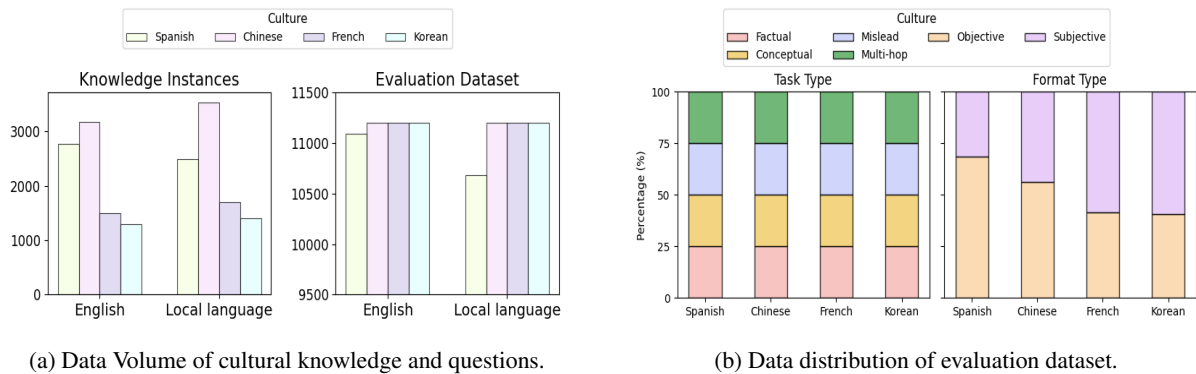 Culture
Spanish Chinese French Korean
Knowledge Instances
3000
2000
1000
0
English Local language
Evaluation Dataset
11500
11000
10500
10000
9500
English Local language
(a) Data Volume of cultural knowledge and questions.
Culture
Factual Mislead Objective Subjective
Conceptual Multi-hop
Task Type
Percentage (%)
100
75
50
25
0
Spanish Chinese French Korean
Format Type
Spanish Chinese French Korean
(b) Data distribution of evaluation dataset.